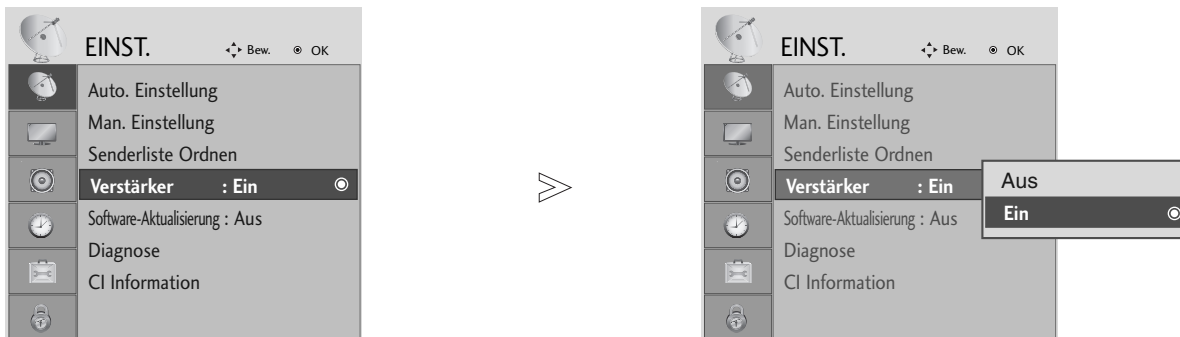 EINST. Bew. OK
Auto. Einstellung
Man. Einstellung
Senderliste Ordnen
Verstärker : Ein
Software-Aktualisierung : Aus
Diagnose
CI Information
EINST. Bew. OK
Auto. Einstellung
Man. Einstellung
Senderliste Ordnen
Verstärker : Ein
Software-Aktualisierung : Aus
Diagnose
CI Information
Aus
Ein